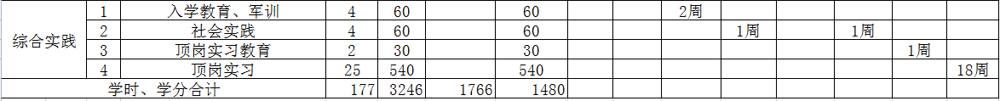 综合实践 1 入学教育、军训 4 60 60 2周
2 社会实践 4 60 60 1周 1周
3 顶岗实习教育 2 30 30 1周
4 顶岗实习 25 540 540 18周
学时、学分合计 177 3246 1766 1480